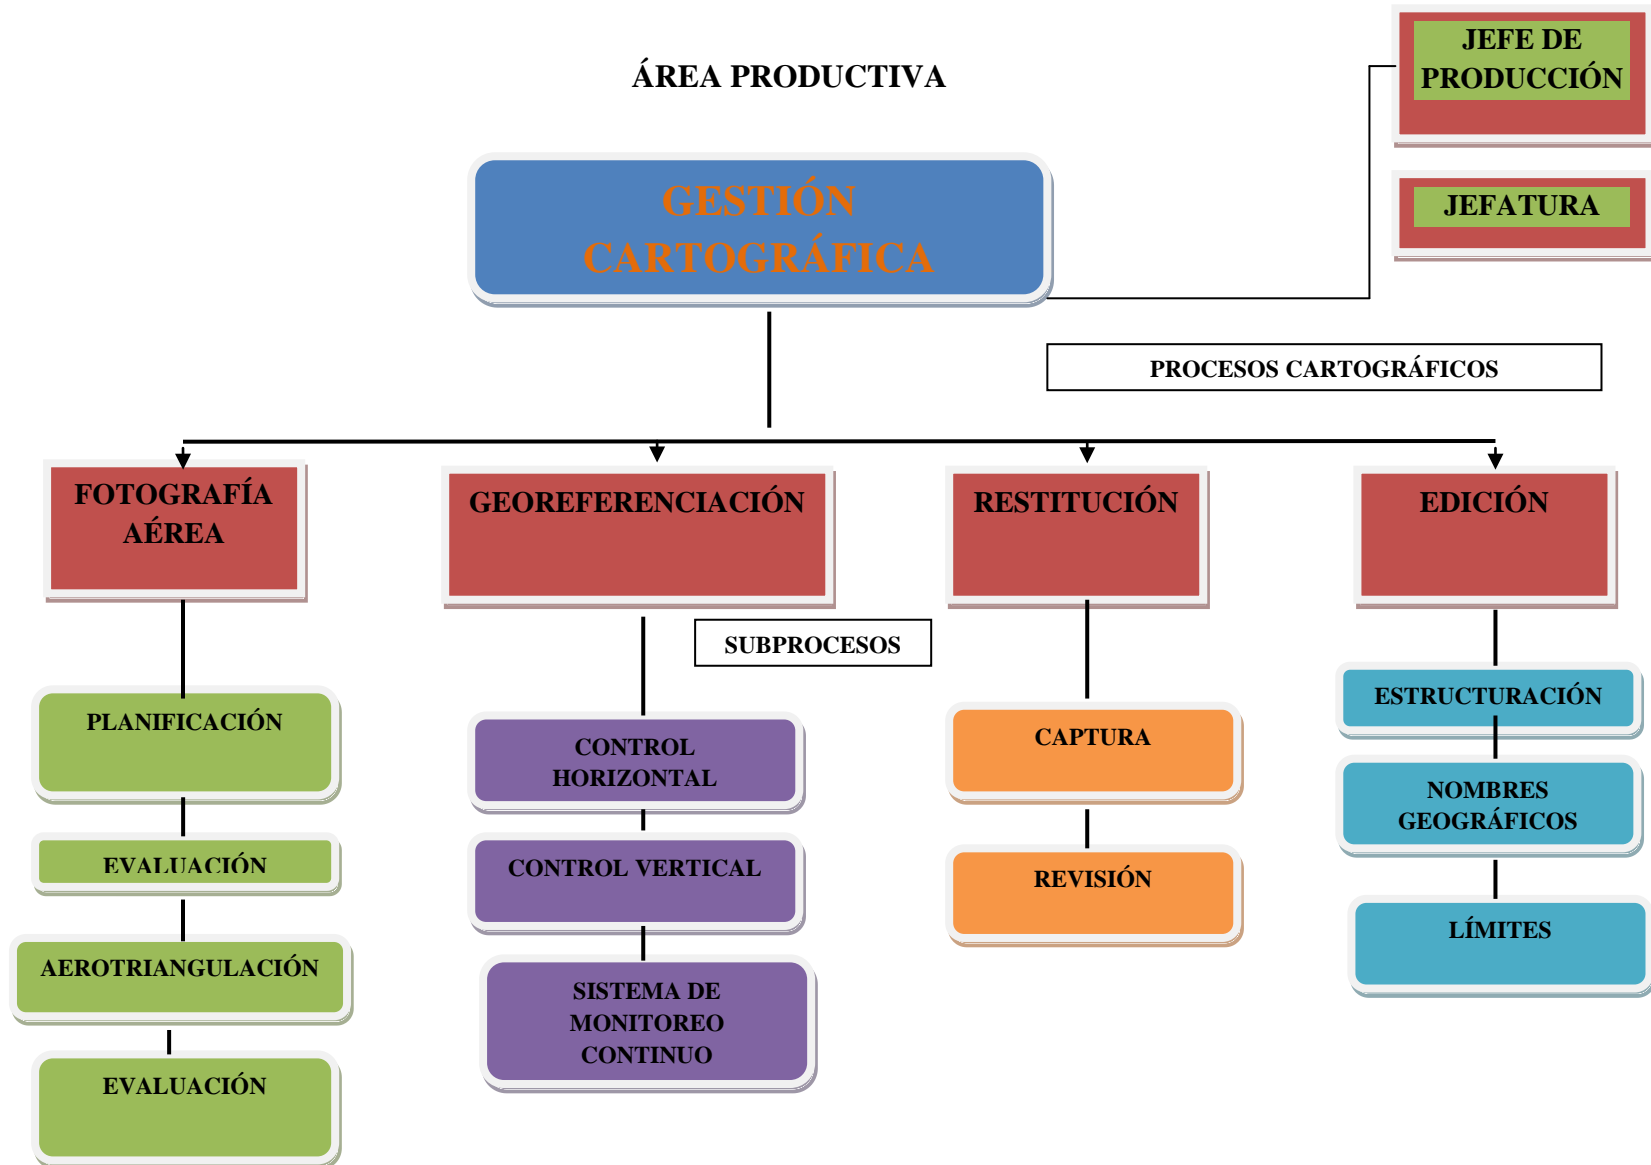 JEFE DE
PRODUCCIÓN
ÁREA PRODUCTIVA
GESTIÓN
CARTOGRÁFICA
JEFATURA
PROCESOS CARTOGRÁFICOS
FOTOGRAFÍA
AÉREA
GEOREFERENCIACIÓN
RESTITUCIÓN
EDICIÓN
SUBPROCESOS
PLANIFICACIÓN
EVALUACIÓN
AEROTRIANGULACIÓN
EVALUACIÓN
CONTROL
HORIZONTAL
CONTROL VERTICAL
SISTEMA DE
MONITOREO
CONTINUO
CAPTURA
REVISIÓN
ESTRUCTURACIÓN
NOMBRES
GEOGRÁFICOS
LÍMITES